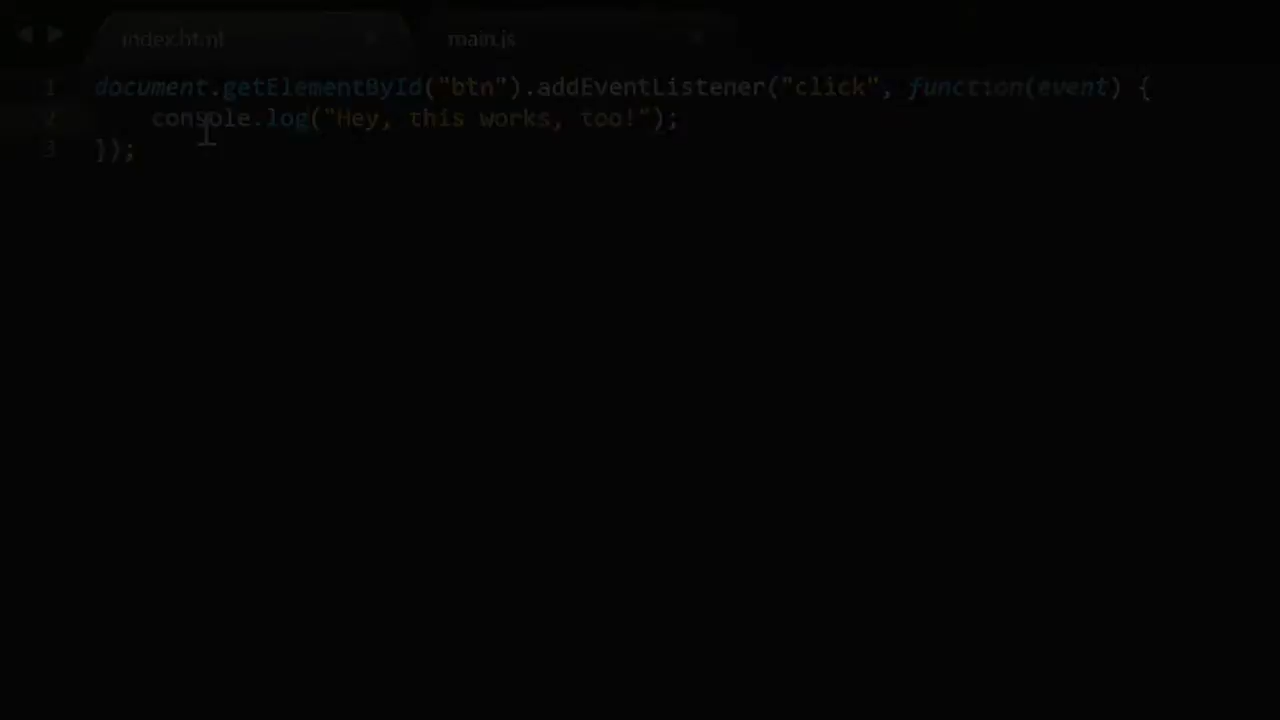 index.html main.js
1 document.getElementById("btn").addEventListener("click", function(event) {
2 console.log("Hey, this works, too!");
3 });